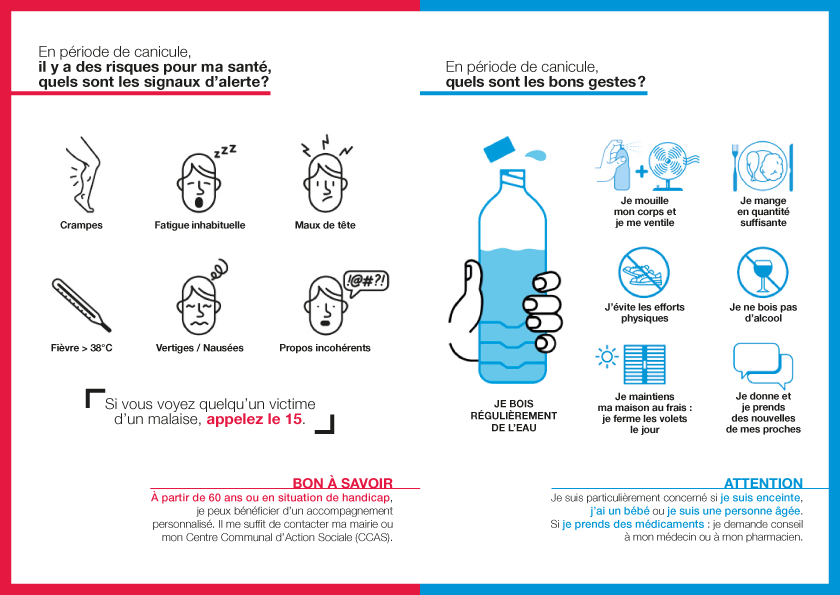 En période de canicule,
il y a des risques pour ma santé,
quels sont les signaux d'alerte ?
zzz
Crampes
Fatigue inhabituelle
Maux de tête
!@#?!
Fièvre > 38°C
Vertiges / Nausées
Propos incohérents
Si vous voyez quelqu'un victime
d'un malaise, appelez le 15.
BON À SAVOIR
À partir de 60 ans ou en situation de handicap,
je peux bénéficier d'un accompagnement
personnalisé. Il me suffit de contacter ma mairie ou
mon Centre Communal d'Action Sociale (CCAS).
En période de canicule,
quels sont les bons gestes ?
JE BOIS
RÉGULIÈREMENT
DE L'EAU
Je mouille
mon corps et
je me ventile
Je mange
en quantité
suffisante
J'évite les efforts
physiques
Je ne bois pas
d'alcool
Je maintiens
ma maison au frais :
je ferme les volets
le jour
Je donne et
je prends
des nouvelles
de mes proches
ATTENTION
Je suis particulièrement concerné si je suis enceinte,
j'ai un bébé ou je suis une personne âgée.
Si je prends des médicaments : je demande conseil
à mon médecin ou à mon pharmacien.